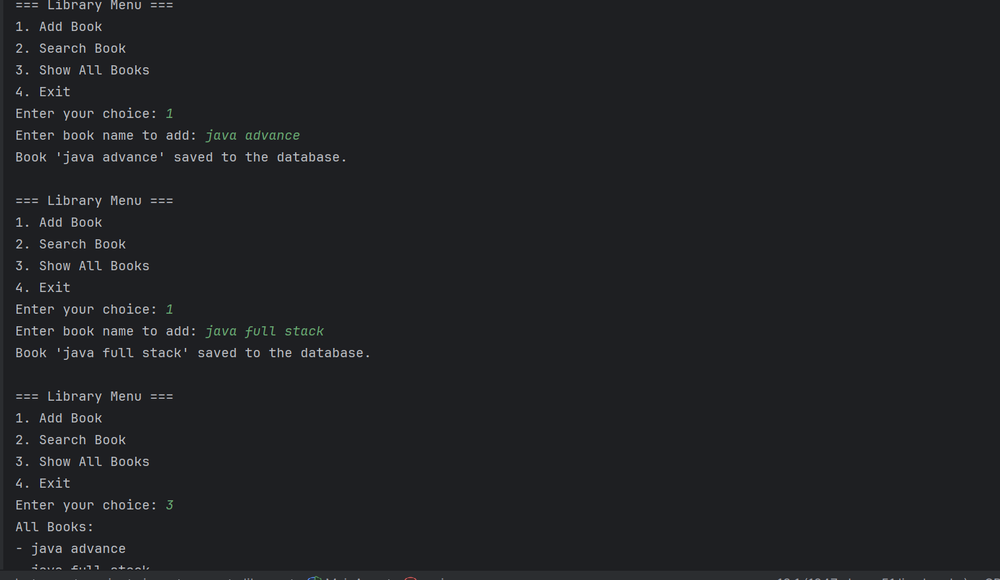 === Library Menu ===
1. Add Book
2. Search Book
3. Show All Books
4. Exit
Enter your choice: 1
Enter book name to add: java advance
Book 'java advance' saved to the database.
=== Library Menu ===
1. Add Book
2. Search Book
3. Show All Books
4. Exit
Enter your choice: 1
Enter book name to add: java full stack
Book 'java full stack' saved to the database.
=== Library Menu ===
1. Add Book
2. Search Book
3. Show All Books
4. Exit
Enter your choice: 3
All Books:
- java advance
java full stack